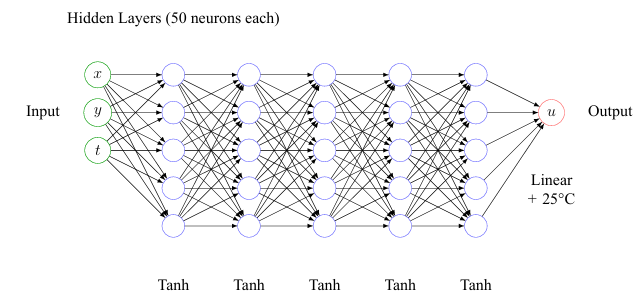 Hidden Layers (50 neurons each)
x
y
t
Input
u
Output
Linear
+ 25°C
Tanh
Tanh
Tanh
Tanh
Tanh